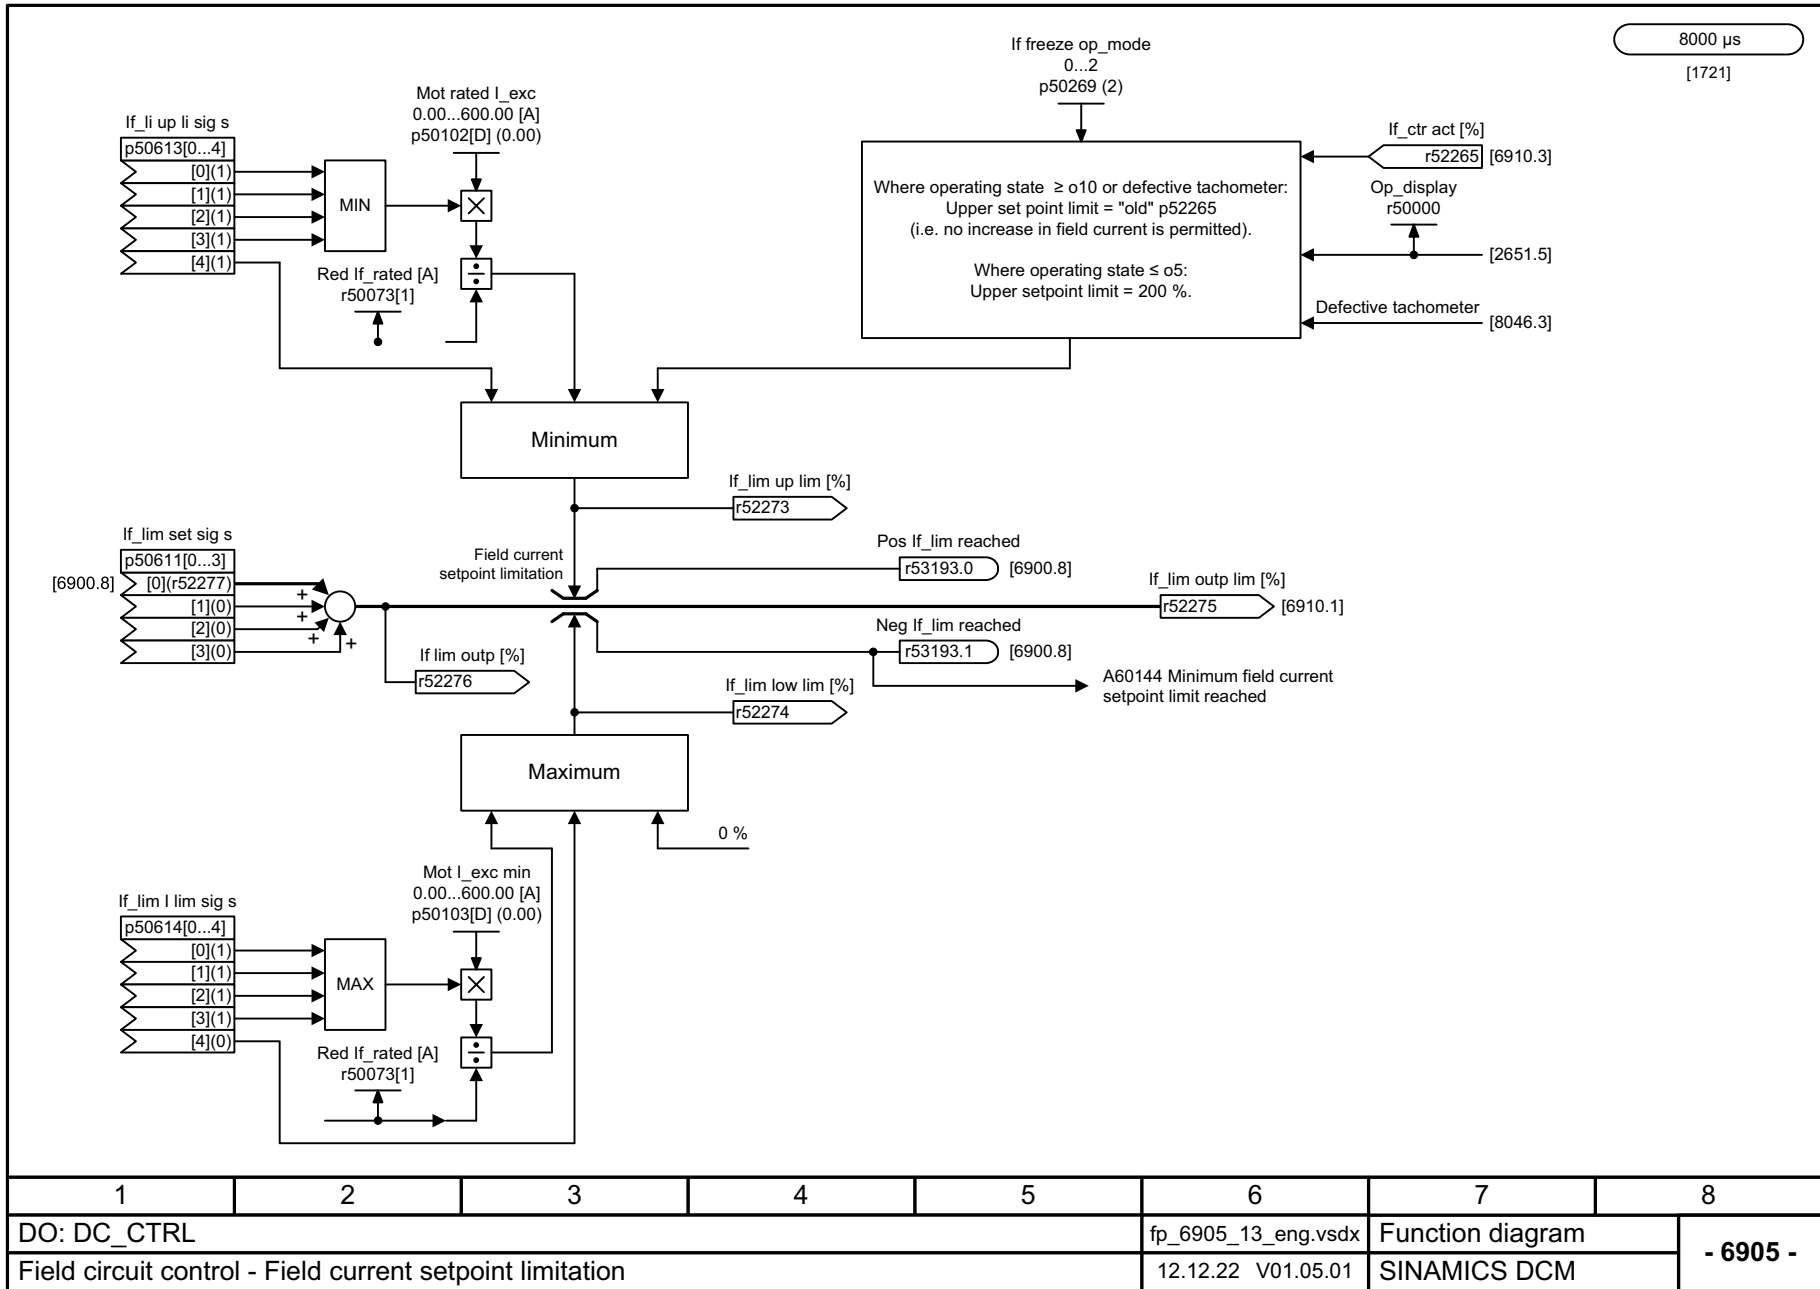 8000 µs
[1721]
If freeze op_mode
0...2
p50269 (2)
Mot rated I_exc
0.00...600.00 [A]
p50102[D] (0.00)
If_li up li sig s
p50613[0...4]
[0](1)
[1](1)
[2](1)
[3](1)
[4](1)
MIN
×
÷
Red If_rated [A]
r50073[1]
Where operating state ≥ o10 or defective tachometer:
Upper set point limit = "old" p52265
(i.e. no increase in field current is permitted).
Where operating state ≤ o5:
Upper setpoint limit = 200 %.
If_ctr act [%]
r52265 [6910.3]
Op_display
r50000
[2651.5]
Defective tachometer
[8046.3]
Minimum
If_lim up lim [%]
r52273
If_lim set sig s
p50611[0...3]
[6900.8] [0](r52277)
[1](0)
[2](0)
[3](0)
+
+
+
+
Field current
setpoint limitation
Pos If_lim reached
r53193.0 [6900.8]
If_lim outp lim [%]
r52275 [6910.1]
Neg If_lim reached
r53193.1 [6900.8]
If lim outp [%]
r52276
A60144 Minimum field current
setpoint limit reached
If_lim low lim [%]
r52274
Maximum
0 %
Mot I_exc min
0.00...600.00 [A]
p50103[D] (0.00)
If_lim I lim sig s
p50614[0...4]
[0](1)
[1](1)
[2](1)
[3](1)
[4](0)
MAX
×
÷
Red If_rated [A]
r50073[1]
1 2 3 4 5 6 7 8
DO: DC_CTRL fp_6905_13_eng.vsdx Function diagram
- 6905 -
Field circuit control - Field current setpoint limitation 12.12.22 V01.05.01 SINAMICS DCM